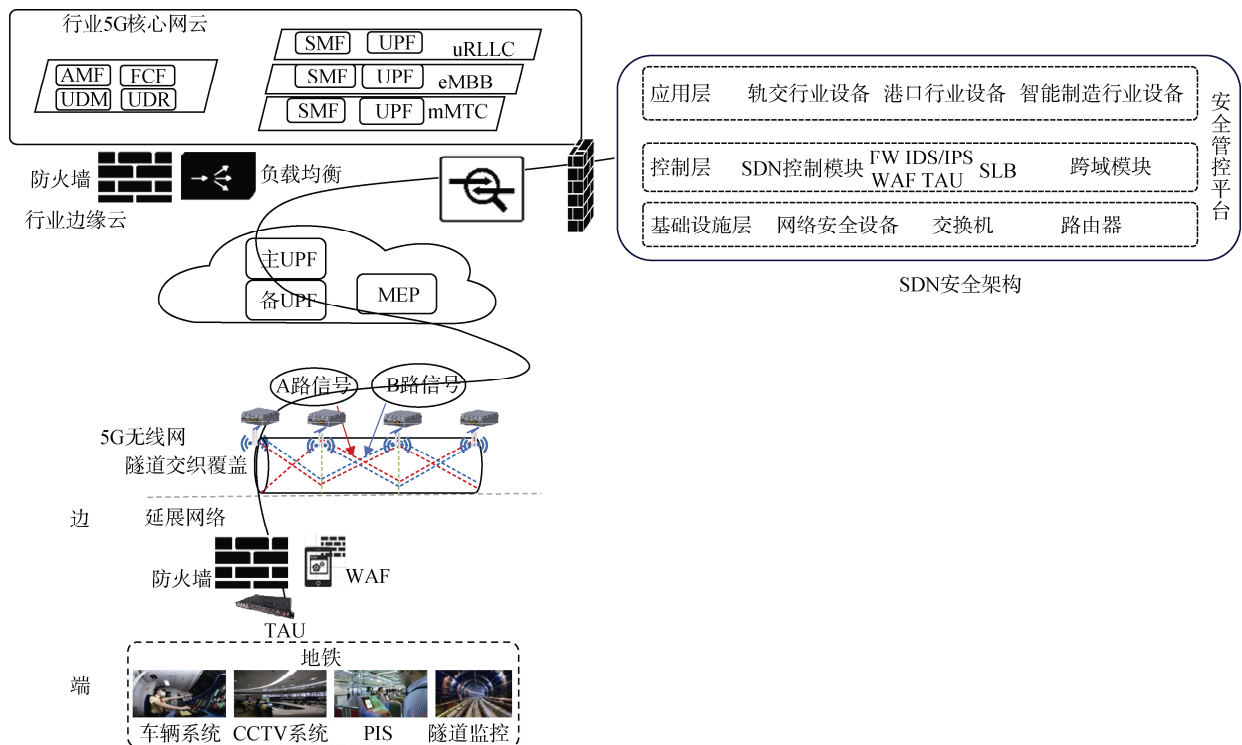 行业5G核心网云
AMF FCF
UDM UDR
SMF UPF uRLLC
SMF UPF eMBB
SMF UPF mMTC
防火墙
负载均衡
行业边缘云
主UPF
备UPF
MEP
A路信号 B路信号
5G无线网
隧道交织覆盖
边 延展网络
防火墙 WAF
TAU
端
地铁
车辆系统 CCTV系统 PIS 隧道监控
应用层 轨交行业设备 港口行业设备 智能制造行业设备
控制层 SDN控制模块 FW IDS/IPS WAF TAU SLB 跨域模块
基础设施层 网络安全设备 交换机 路由器
安全管控平台
SDN安全架构